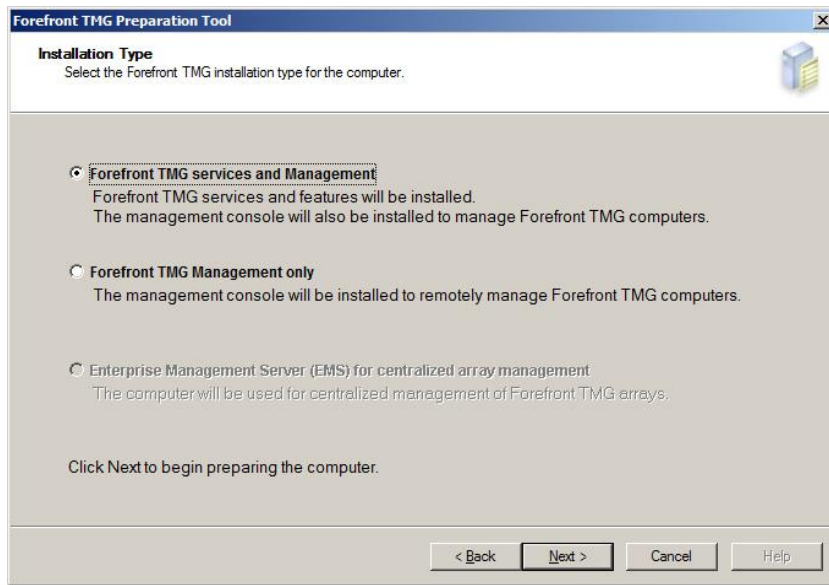 Forefront TMG Preparation Tool
Installation Type
Select the Forefront TMG installation type for the computer.
Forefront TMG services and Management
Forefront TMG services and features will be installed.
The management console will also be installed to manage Forefront TMG computers.
Forefront TMG Management only
The management console will be installed to remotely manage Forefront TMG computers.
Enterprise Management Server (EMS) for centralized array management
The computer will be used for centralized management of Forefront TMG arrays.
Click Next to begin preparing the computer.
< Back Next > Cancel Help